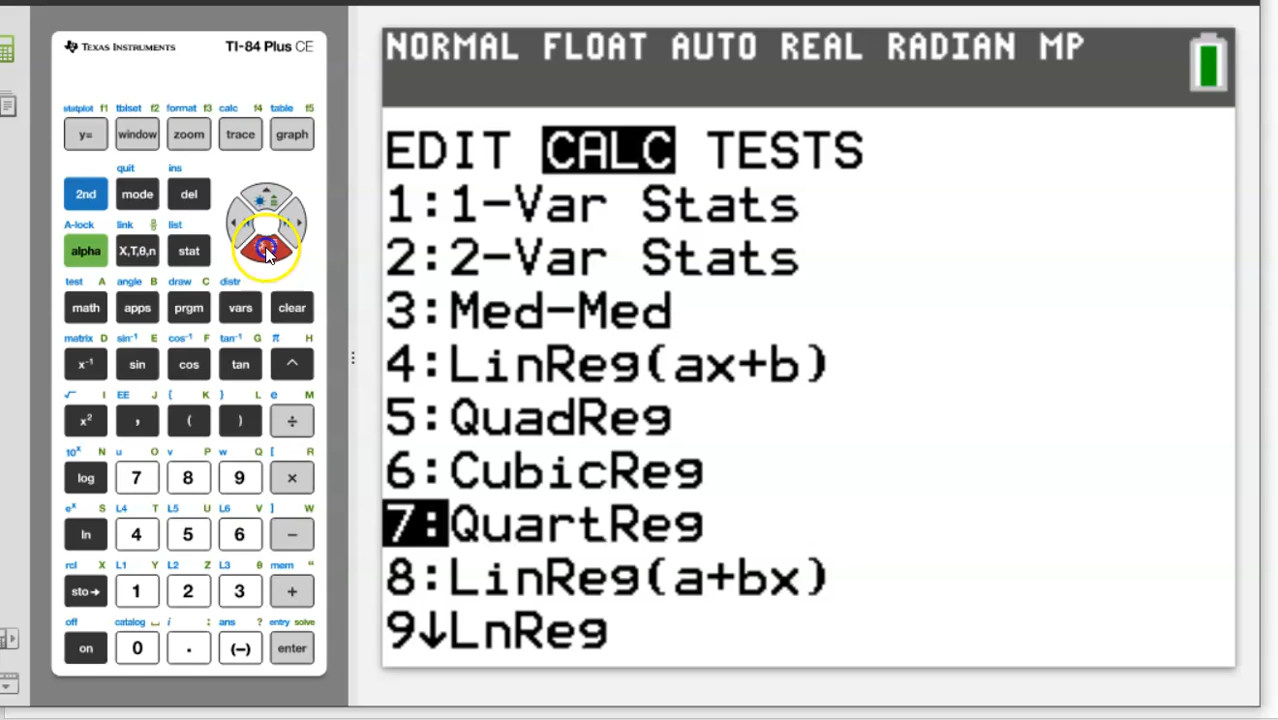 TEXAS INSTRUMENTS TI-84 Plus CE
statplot f1 tblset f2 format f3 calc f4 table f5
y= window zoom trace graph
quit ins
2nd mode del
A-lock link list
alpha X,T,θ,n stat
test A angle B draw C distr
math apps prgm vars clear
matrix D sin⁻¹ E cos⁻¹ F tan⁻¹ G π H
x⁻¹ sin cos tan ^
√ I EE J { K } L e M
x² , ( ) ÷
10ˣ N u O v P w Q [ R
log 7 8 9 ×
eˣ S L4 T L5 U L6 V ] W
ln 4 5 6 −
rcl X L1 Y L2 Z L3 θ mem "
sto→ 1 2 3 +
off catalog ⎵ i : ans ? entry solve
on 0 . (−) enter
NORMAL FLOAT AUTO REAL RADIAN MP
EDIT CALC TESTS
1:1-Var Stats
2:2-Var Stats
3:Med-Med
4:LinReg(ax+b)
5:QuadReg
6:CubicReg
7:QuartReg
8:LinReg(a+bx)
9↓LnReg